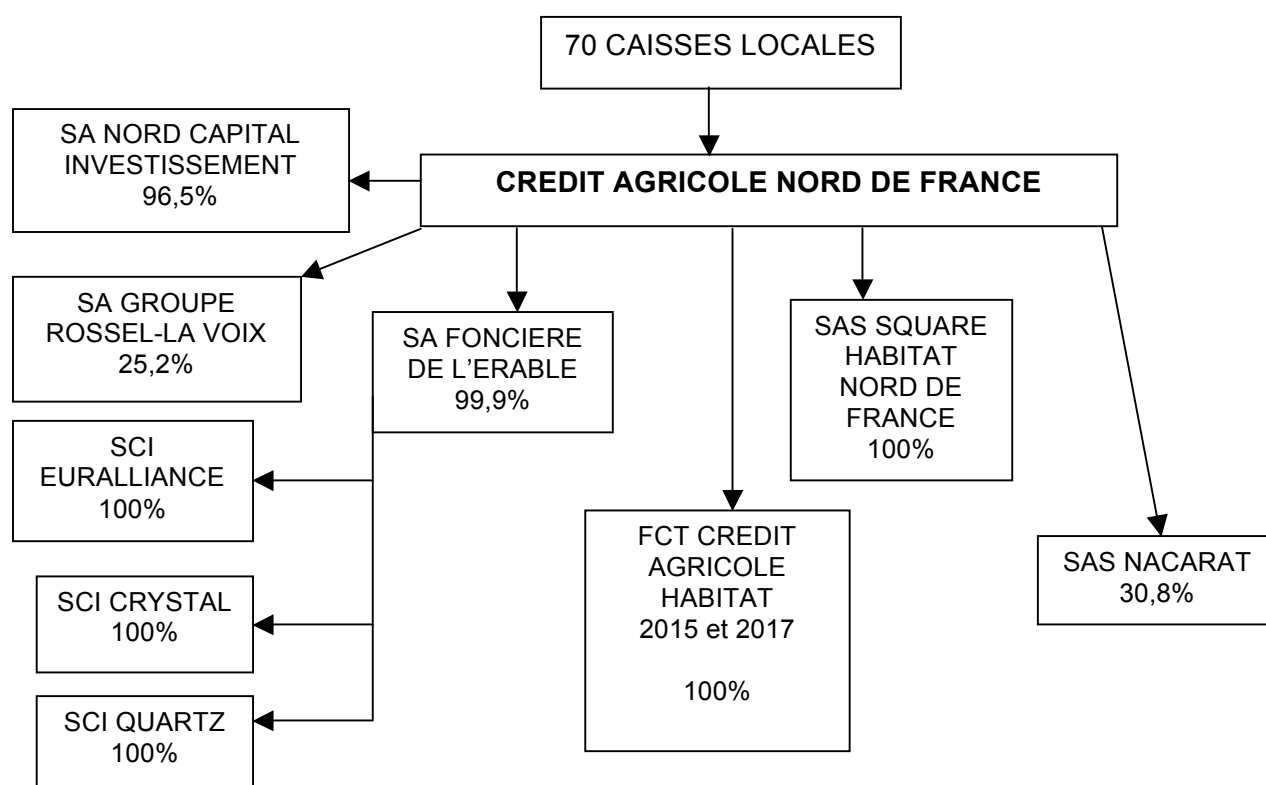 70 CAISSES LOCALES
SA NORD CAPITAL
INVESTISSEMENT
96,5%
CREDIT AGRICOLE NORD DE FRANCE
SA GROUPE
ROSSEL-LA VOIX
25,2%
SA FONCIERE
DE L’ERABLE
99,9%
SAS SQUARE
HABITAT
NORD DE
FRANCE
100%
SCI
EURALLIANCE
100%
FCT CREDIT
AGRICOLE
HABITAT
2015 et 2017
100%
SAS NACARAT
30,8%
SCI CRYSTAL
100%
SCI QUARTZ
100%